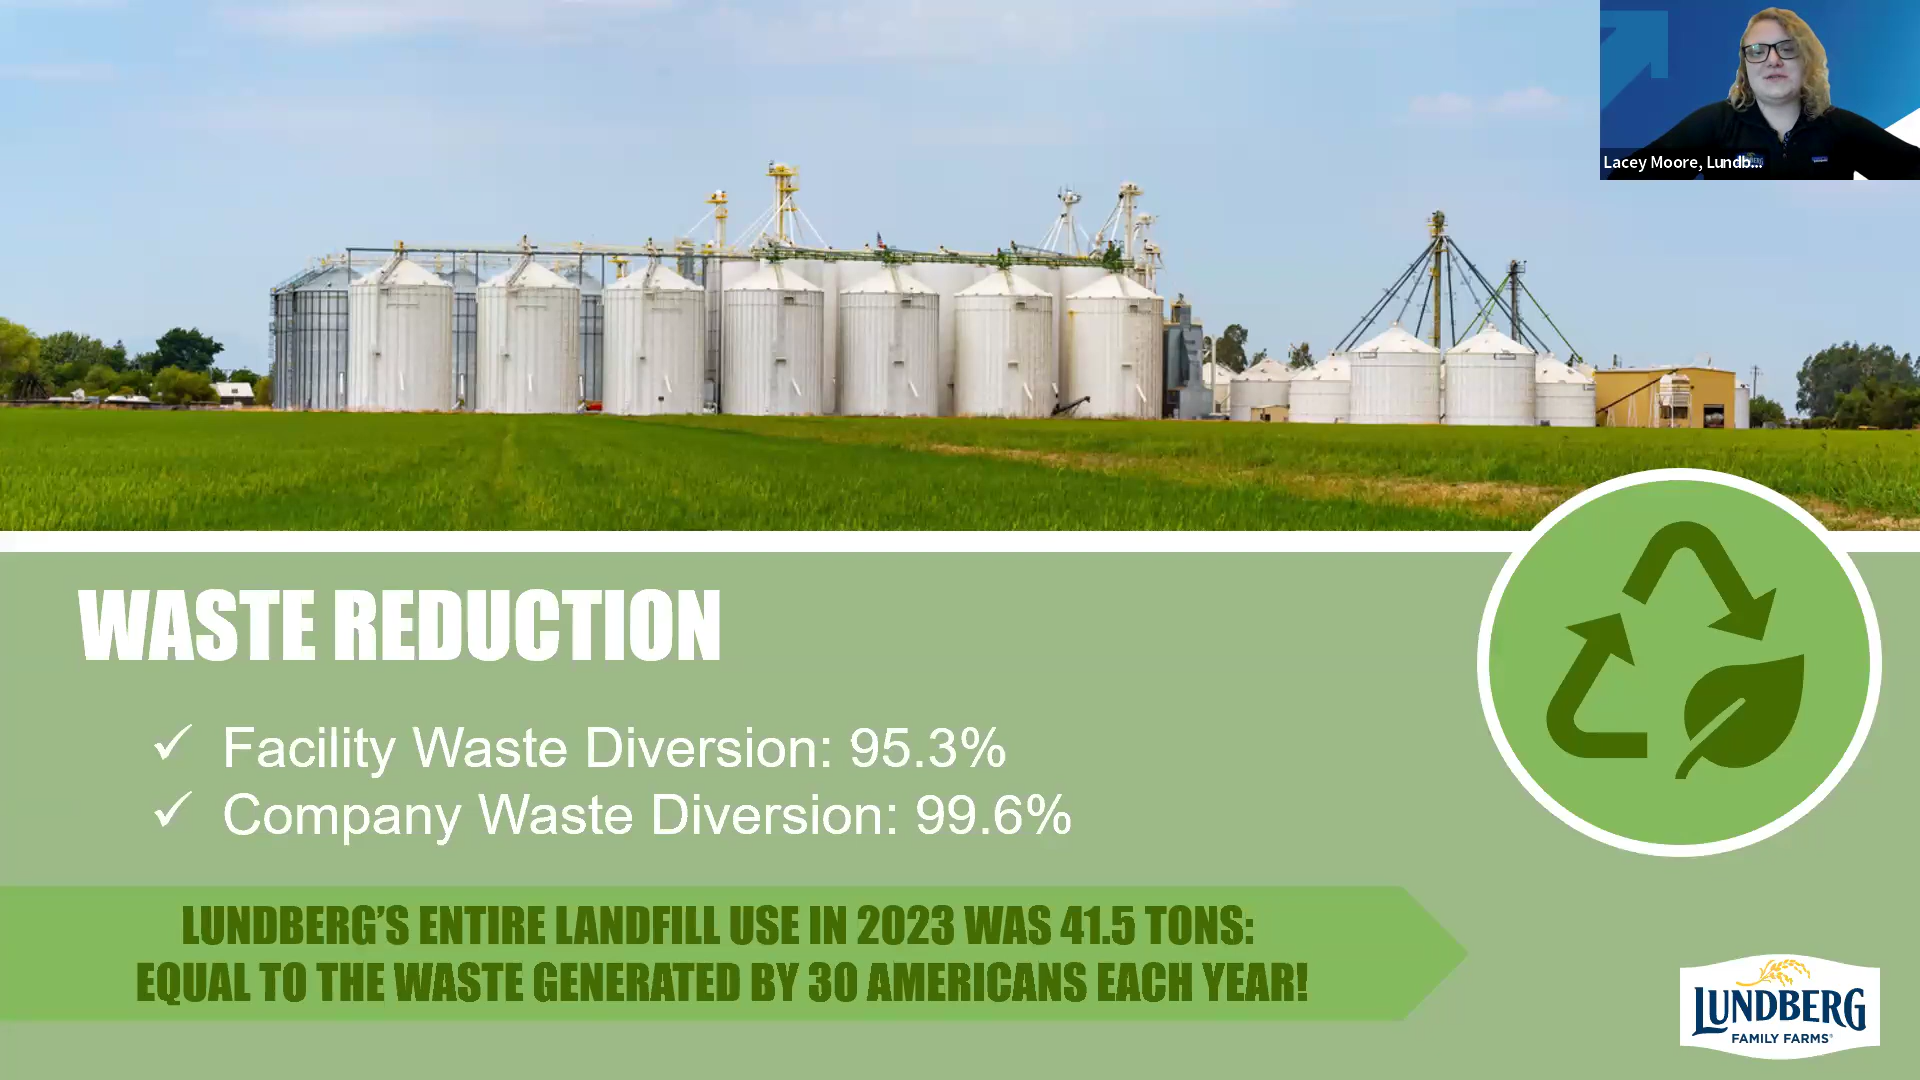 Lacey Moore, Lundb...
WASTE REDUCTION
✓ Facility Waste Diversion: 95.3%
✓ Company Waste Diversion: 99.6%
LUNDBERG’S ENTIRE LANDFILL USE IN 2023 WAS 41.5 TONS:
EQUAL TO THE WASTE GENERATED BY 30 AMERICANS EACH YEAR!
LUNDBERG
FAMILY FARMS®